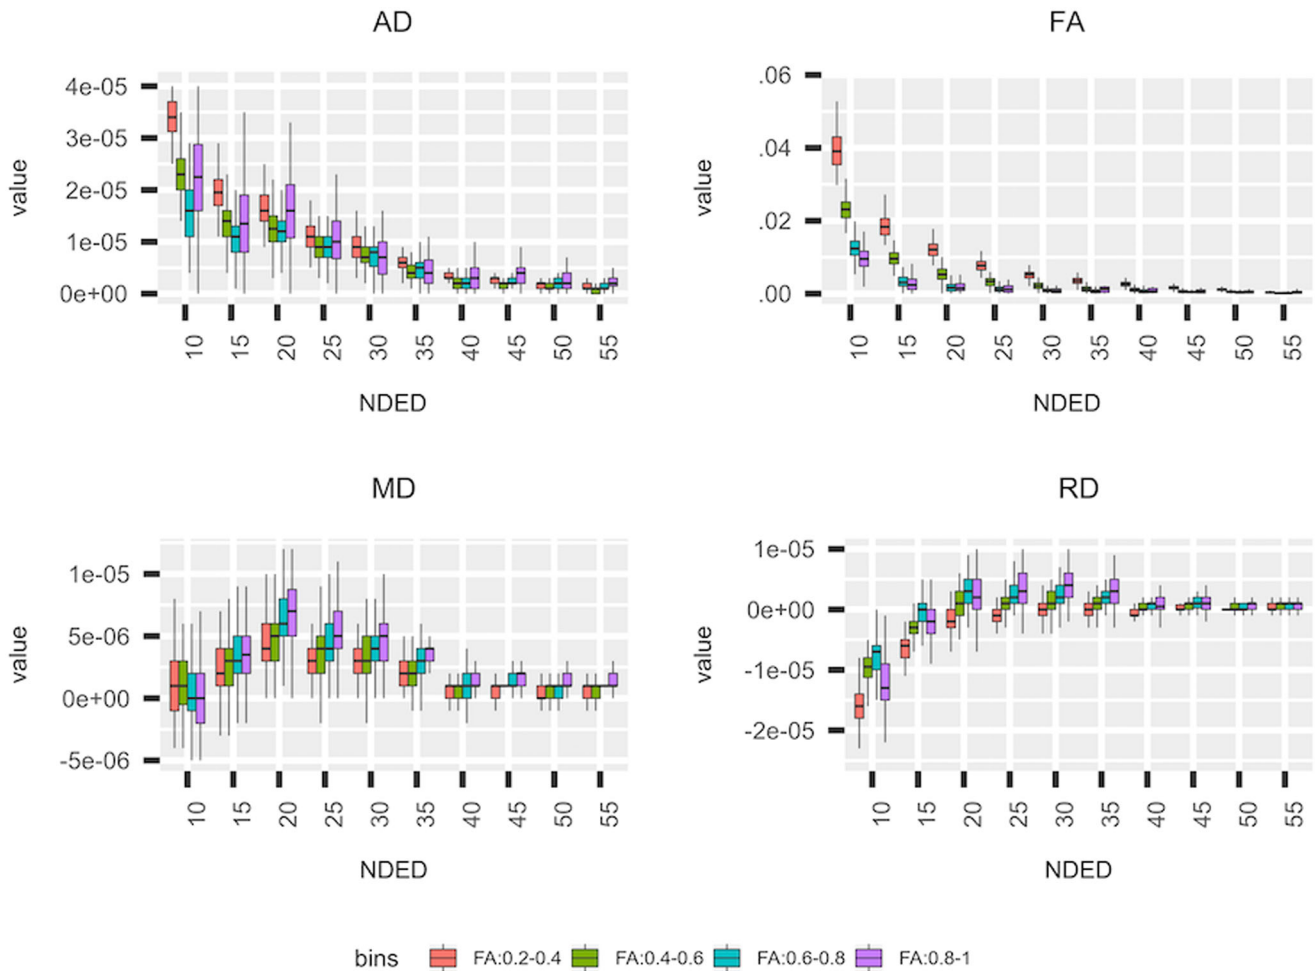 AD
value
4e-05
3e-05
2e-05
1e-05
0e+00
10 15 20 25 30 35 40 45 50 55
NDED
FA
value
.06
.04
.02
.00
10 15 20 25 30 35 40 45 50 55
NDED
MD
value
1e-05
5e-06
0e+00
-5e-06
10 15 20 25 30 35 40 45 50 55
NDED
RD
value
1e-05
0e+00
-1e-05
-2e-05
10 15 20 25 30 35 40 45 50 55
NDED
bins FA:0.2-0.4 FA:0.4-0.6 FA:0.6-0.8 FA:0.8-1